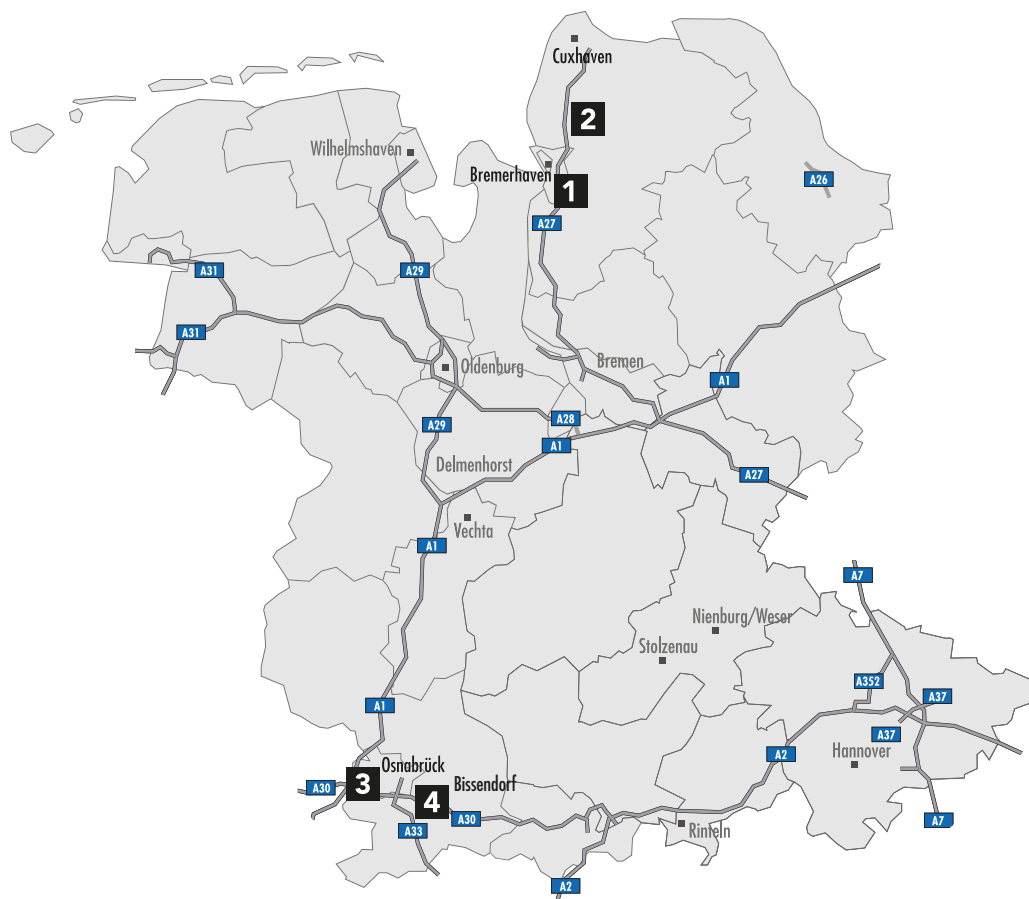 Cuxhaven
2
Wilhelmshaven
Bremerhaven
1
A26
A27
A31
A29
A31
Oldenburg
Bremen
A1
A29
A28
A1
Delmenhorst
A27
Vechta
A1
A7
Nienburg/Weser
Stolzenau
A352
A37
A1
A37
Hannover
A2
Osnabrück
3
A30
4
Bissendorf
A30
A33
Rinteln
A7
A2